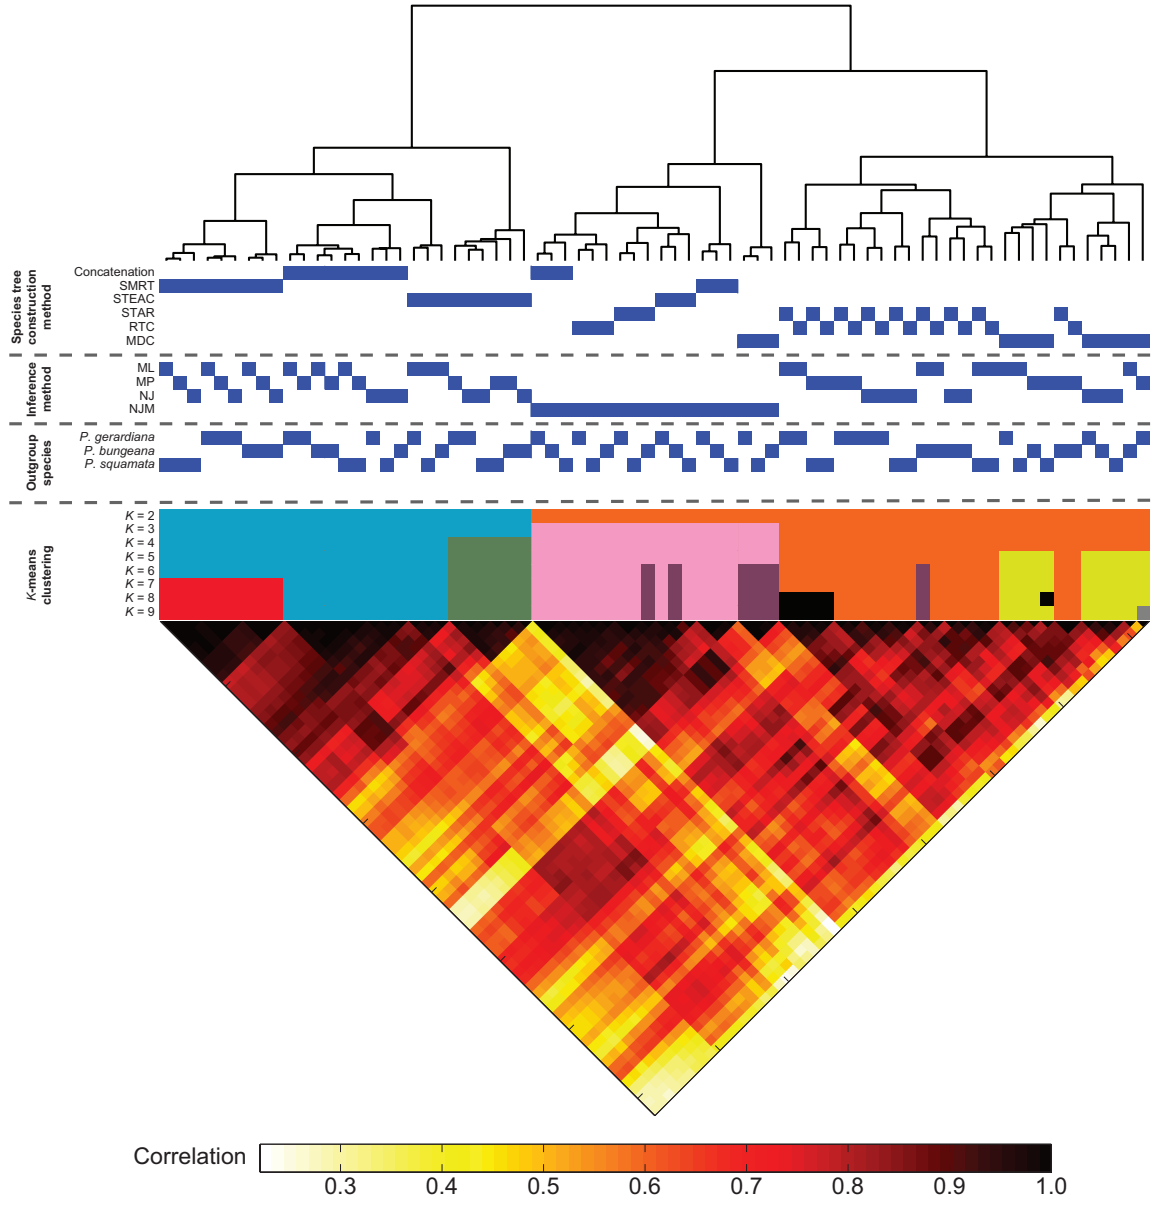 Species tree
construction
method
Concatenation
SMRT
STEAC
STAR
RTC
MDC
Inference
method
ML
MP
NJ
NJM
Outgroup
species
P. gerardiana
P. bungeana
P. squamata
K-means
clustering
K = 2
K = 3
K = 4
K = 5
K = 6
K = 7
K = 8
K = 9
Correlation
0.3 0.4 0.5 0.6 0.7 0.8 0.9 1.0